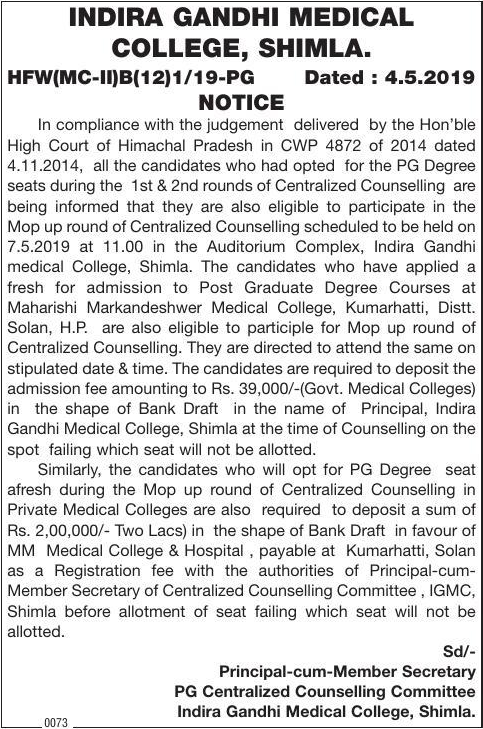 INDIRA GANDHI MEDICAL
COLLEGE, SHIMLA.
HFW(MC-II)B(12)1/19-PG Dated : 4.5.2019
NOTICE
In compliance with the judgement delivered by the Hon'ble
High Court of Himachal Pradesh in CWP 4872 of 2014 dated
4.11.2014, all the candidates who had opted for the PG Degree
seats during the 1st & 2nd rounds of Centralized Counselling are
being informed that they are also eligible to participate in the
Mop up round of Centralized Counselling scheduled to be held on
7.5.2019 at 11.00 in the Auditorium Complex, Indira Gandhi
medical College, Shimla. The candidates who have applied a
fresh for admission to Post Graduate Degree Courses at
Maharishi Markandeshwer Medical College, Kumarhatti, Distt.
Solan, H.P. are also eligible to participle for Mop up round of
Centralized Counselling. They are directed to attend the same on
stipulated date & time. The candidates are required to deposit the
admission fee amounting to Rs. 39,000/-(Govt. Medical Colleges)
in the shape of Bank Draft in the name of Principal, Indira
Gandhi Medical College, Shimla at the time of Counselling on the
spot failing which seat will not be allotted.
Similarly, the candidates who will opt for PG Degree seat
afresh during the Mop up round of Centralized Counselling in
Private Medical Colleges are also required to deposit a sum of
Rs. 2,00,000/- Two Lacs) in the shape of Bank Draft in favour of
MM Medical College & Hospital , payable at Kumarhatti, Solan
as a Registration fee with the authorities of Principal-cum-
Member Secretary of Centralized Counselling Committee , IGMC,
Shimla before allotment of seat failing which seat will not be
allotted.
Sd/-
Principal-cum-Member Secretary
PG Centralized Counselling Committee
Indira Gandhi Medical College, Shimla.
0073